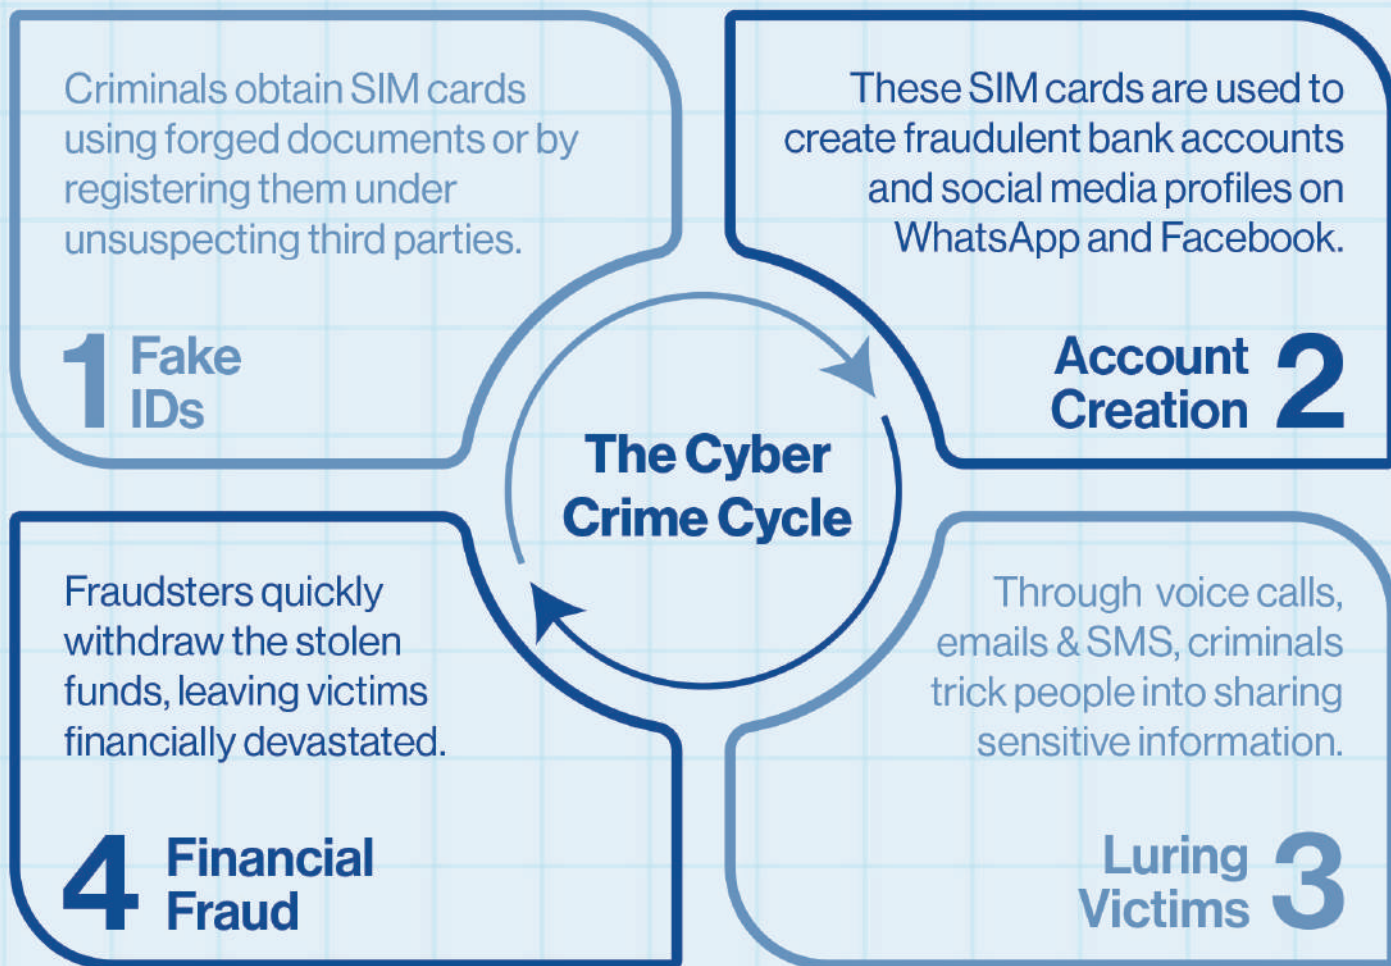 Criminals obtain SIM cards
using forged documents or by
registering them under
unsuspecting third parties.
1 Fake
IDs
These SIM cards are used to
create fraudulent bank accounts
and social media profiles on
WhatsApp and Facebook.
Account 2
Creation
The Cyber
Crime Cycle
Through voice calls,
emails & SMS, criminals
trick people into sharing
sensitive information.
Luring 3
Victims
Fraudsters quickly
withdraw the stolen
funds, leaving victims
financially devastated.
4 Financial
Fraud